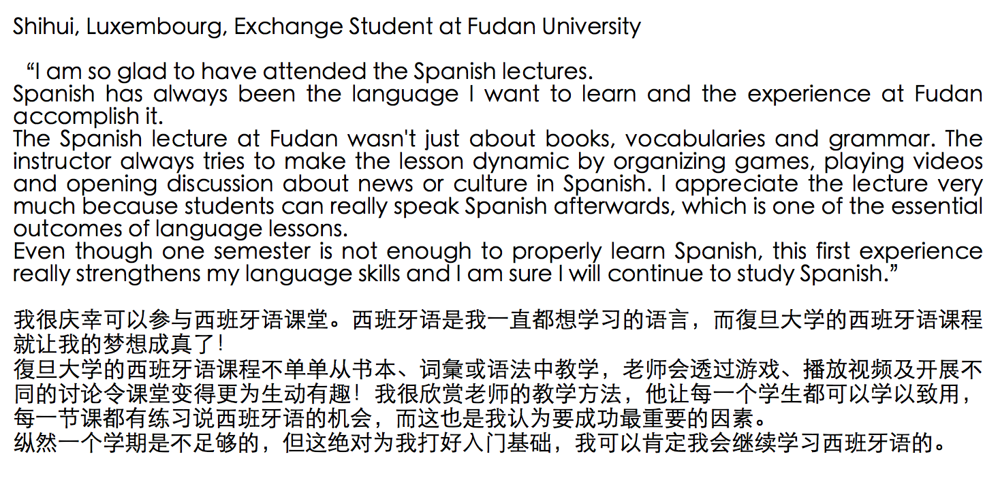 Shihui, Luxembourg, Exchange Student at Fudan University
“I am so glad to have attended the Spanish lectures.
Spanish has always been the language I want to learn and the experience at Fudan
accomplish it.
The Spanish lecture at Fudan wasn't just about books, vocabularies and grammar. The
instructor always tries to make the lesson dynamic by organizing games, playing videos
and opening discussion about news or culture in Spanish. I appreciate the lecture very
much because students can really speak Spanish afterwards, which is one of the essential
outcomes of language lessons.
Even though one semester is not enough to properly learn Spanish, this first experience
really strengthens my language skills and I am sure I will continue to study Spanish.”
我很庆幸可以参与西班牙语课堂。西班牙语是我一直都想学习的语言，而復旦大学的西班牙语课程
就让我的梦想成真了！
復旦大学的西班牙语课程不单单从书本、词彙或语法中教学，老师会透过游戏、播放视频及开展不
同的讨论令课堂变得更为生动有趣！我很欣赏老师的教学方法，他让每一个学生都可以学以致用，
每一节课都有练习说西班牙语的机会，而这也是我认为要成功最重要的因素。
纵然一个学期是不足够的，但这绝对为我打好入门基础，我可以肯定我会继续学习西班牙语的。